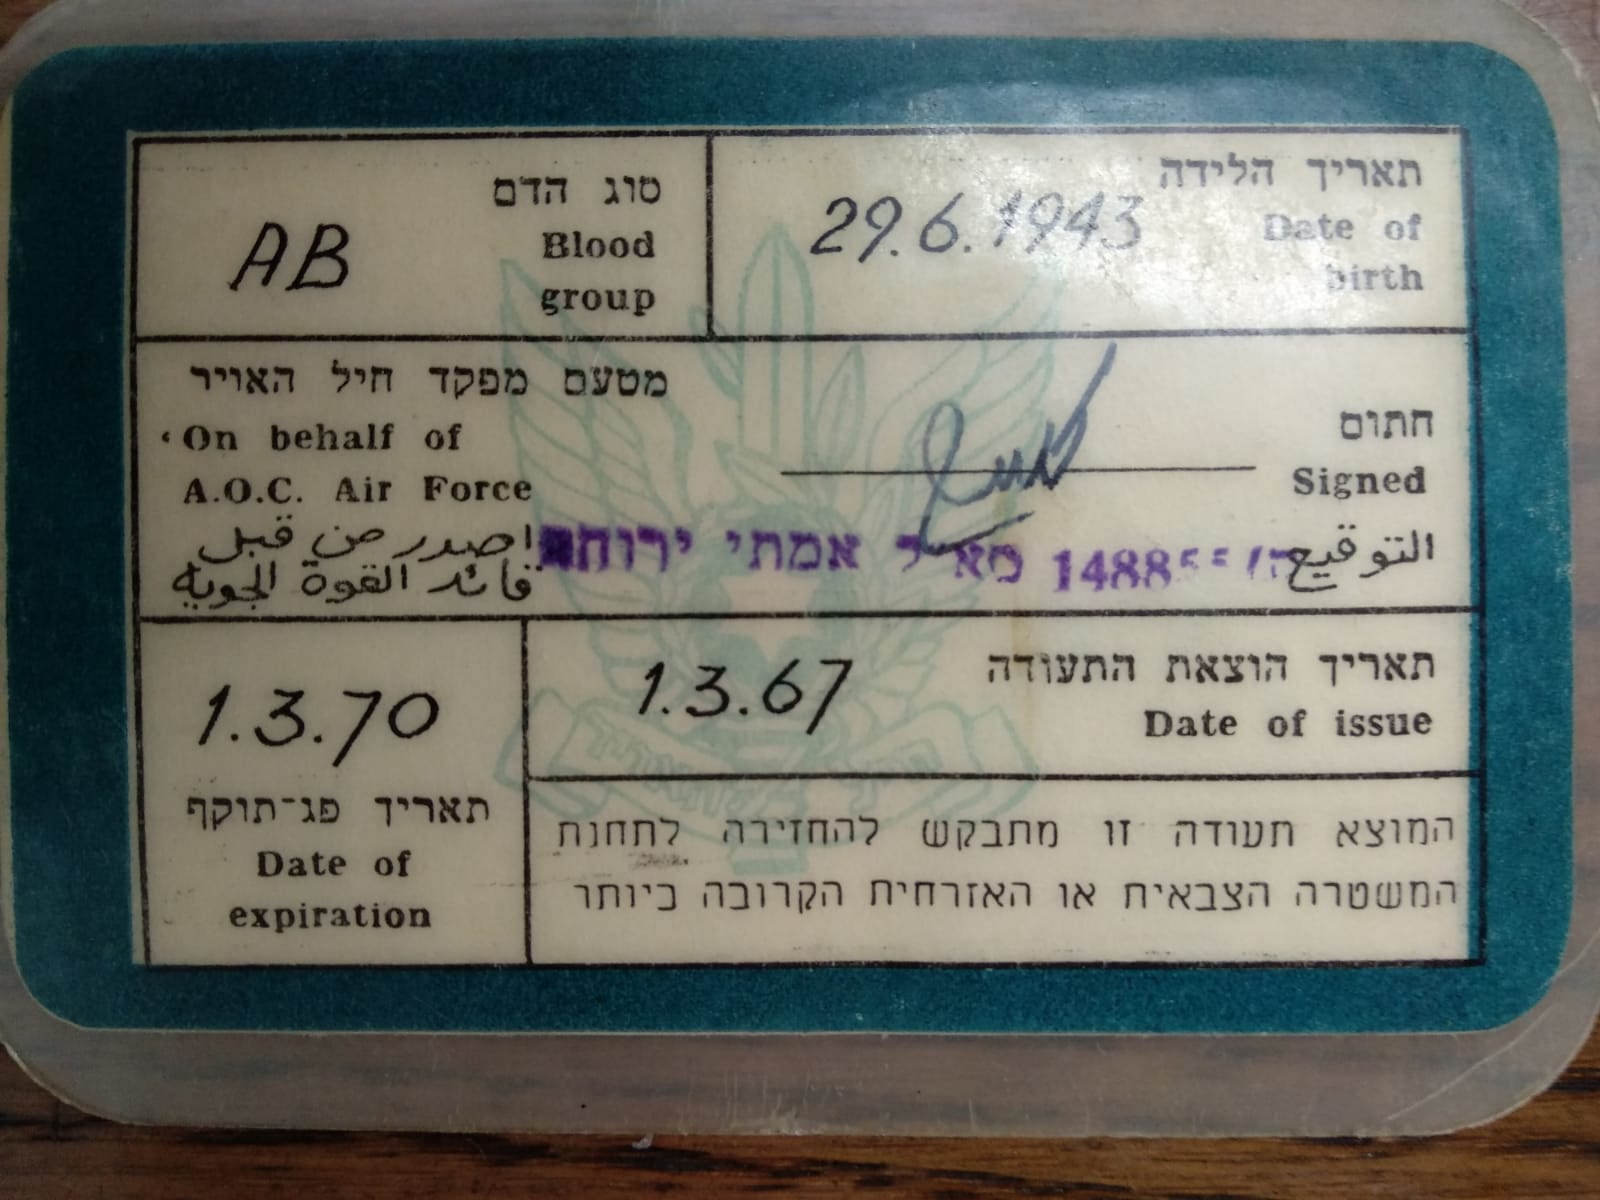 תאריך הלידה
Date of
birth
29.6.1943
סוג הדם
Blood
group
AB
חתום
Signed
التوقيع
148855
אמתי ירוחם
מטעם מפקד חיל האויר
On behalf of
A.O.C. Air Force
اصدر من قبل
قائد القوة الجوية
תאריך הוצאת התעודה
Date of issue
1.3.67
1.3.70
תאריך פג-תוקף
Date of
expiration
המוצא תעודה זו מתבקש להחזירה לתחנת
המשטרה הצבאית או האזרחית הקרובה ביותר